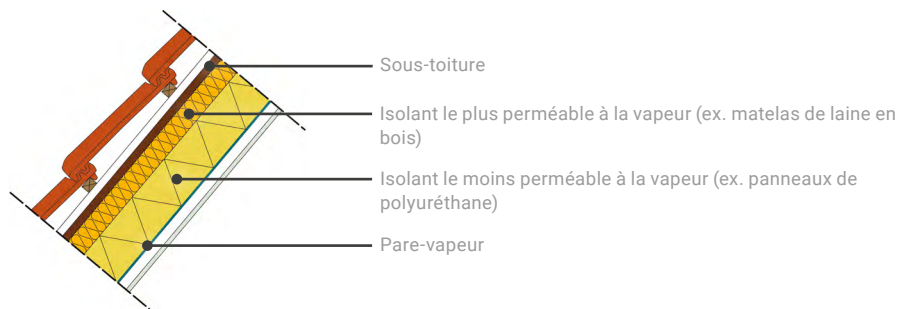 Sous-toiture
Isolant le plus perméable à la vapeur (ex. matelas de laine en
bois)
Isolant le moins perméable à la vapeur (ex. panneaux de
polyuréthane)
Pare-vapeur